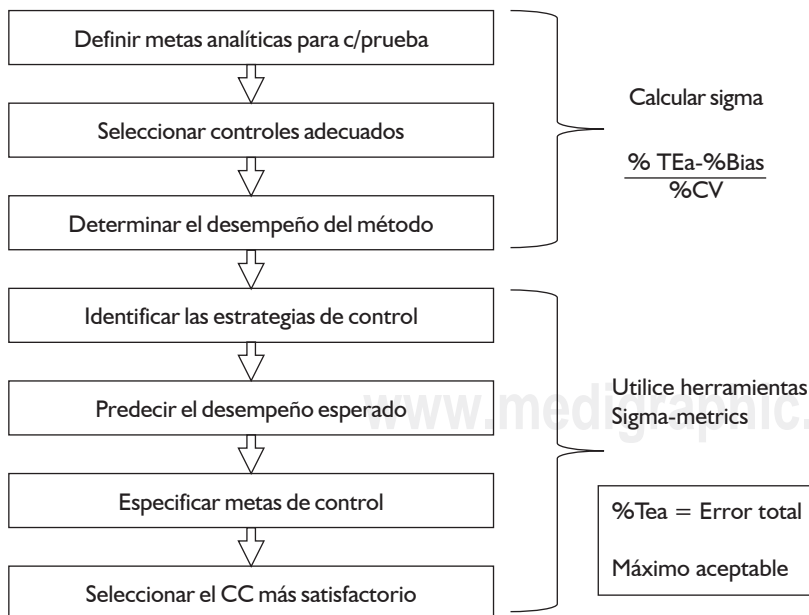 Definir metas analíticas para c/prueba
Seleccionar controles adecuados
Determinar el desempeño del método
Calcular sigma
% TEa-%Bias
%CV
Identificar las estrategias de control
Predecir el desempeño esperado
Especificar metas de control
Seleccionar el CC más satisfactorio
Utilice herramientas
Sigma-metrics
www.medigraphic.
%Tea = Error total
Máximo aceptable